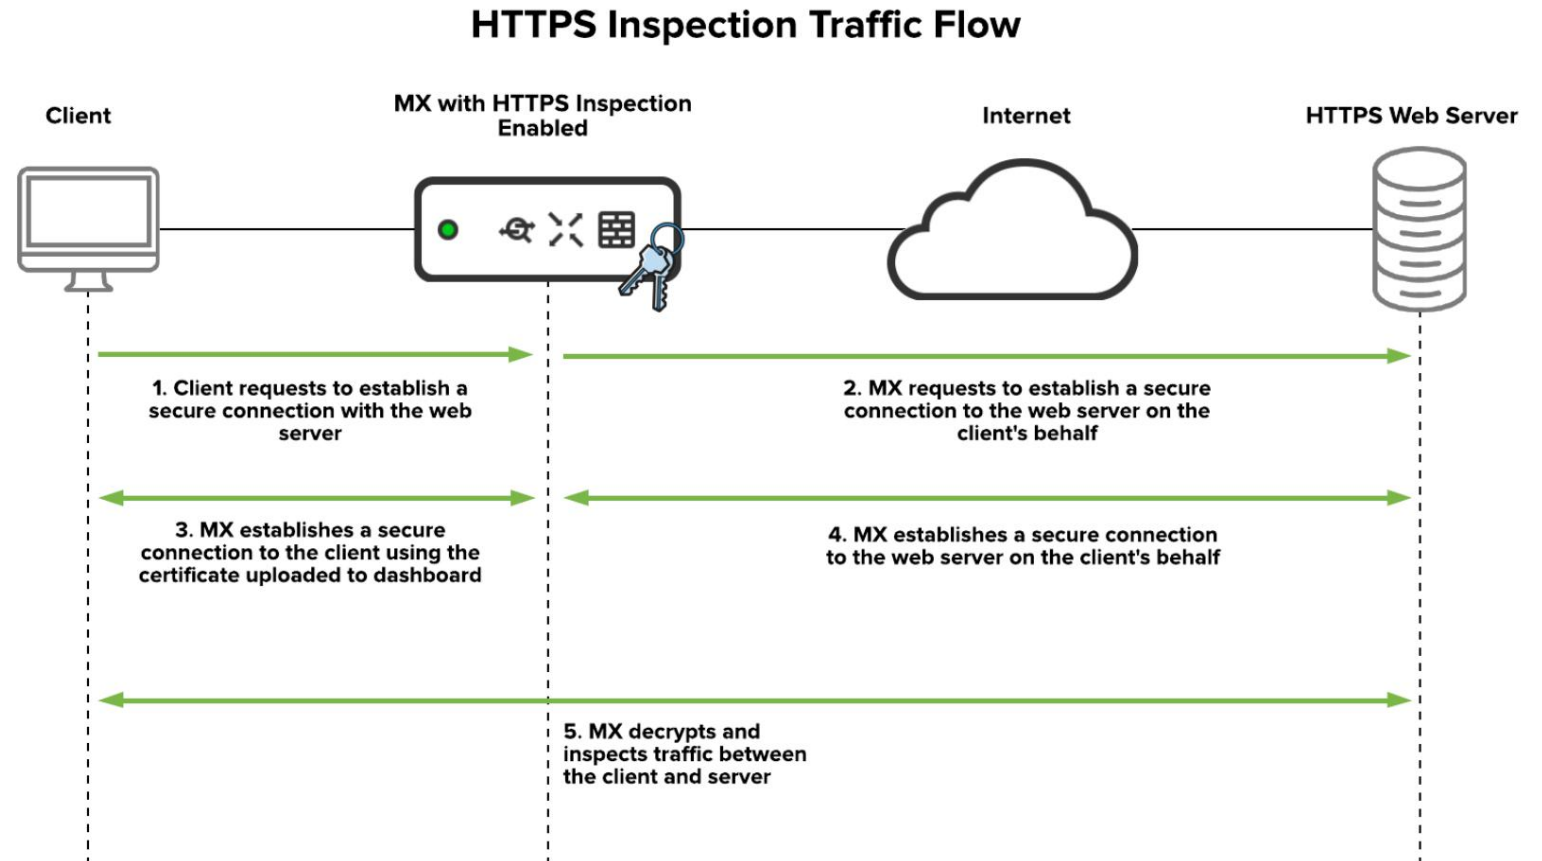 HTTPS Inspection Traffic Flow
Client
MX with HTTPS Inspection
Enabled
Internet
HTTPS Web Server
1. Client requests to establish a
secure connection with the web
server
2. MX requests to establish a secure
connection to the web server on the
client's behalf
3. MX establishes a secure
connection to the client using the
certificate uploaded to dashboard
4. MX establishes a secure connection
to the web server on the client's behalf
5. MX decrypts and
inspects traffic between
the client and server